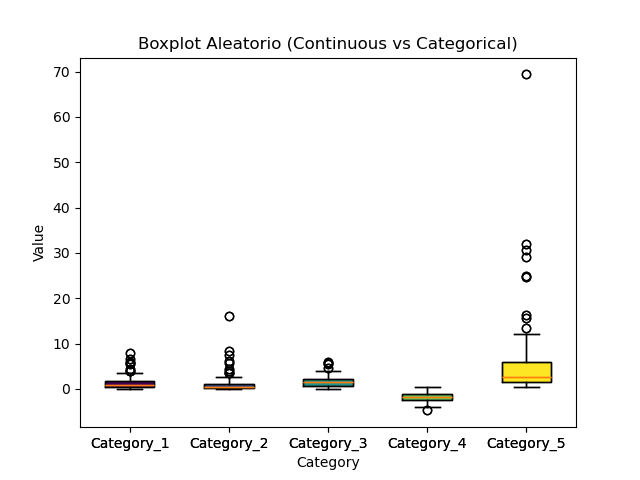 Boxplot Aleatorio (Continuous vs Categorical)
70
60
50
40
30
20
10
0
Value
Category_1 Category_2 Category_3 Category_4 Category_5
Category